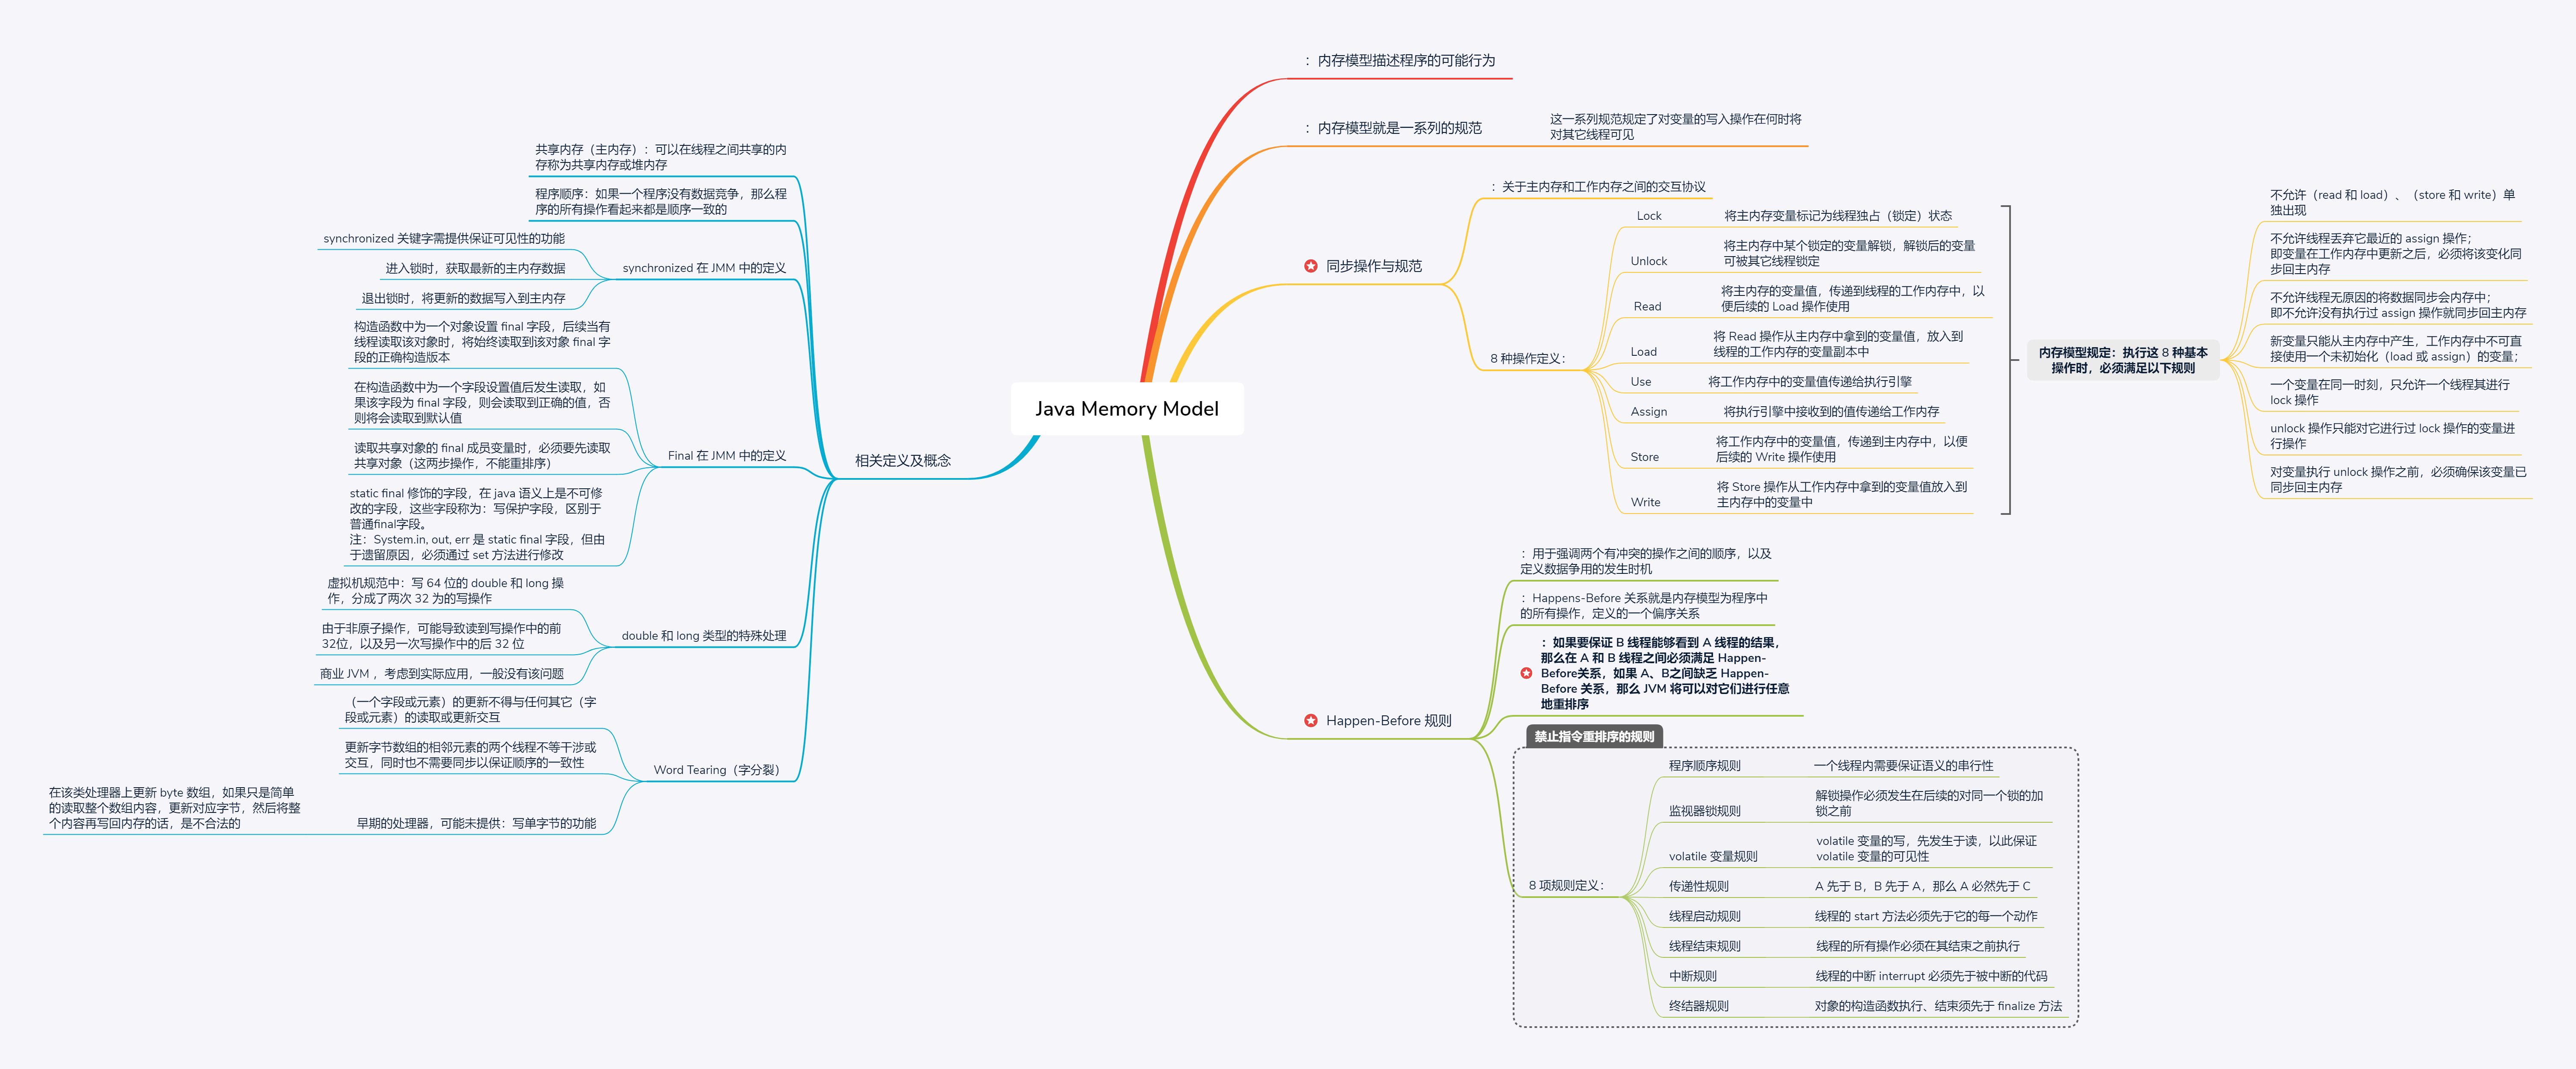 Java Memory Model
： 内存模型描述程序的可能行为
： 内存模型就是一系列的规范
这一系列规范规定了对变量的写入操作在何时将
对其它线程可见
同步操作与规范
： 关于主内存和工作内存之间的交互协议
8 种操作定义：
Lock
将主内存变量标记为线程独占（锁定）状态
Unlock
将主内存中某个锁定的变量解锁，解锁后的变量
可被其它线程锁定
Read
将主内存的变量值，传递到线程的工作内存中，以
便后续的 Load 操作使用
Load
将 Read 操作从主内存中拿到的变量值，放入到
线程的工作内存的变量副本中
Use
将工作内存中的变量值传递给执行引擎
Assign
将执行引擎中接收到的值传递给工作内存
Store
将工作内存中的变量值，传递到主内存中，以便
后续的 Write 操作使用
Write
将 Store 操作从工作内存中拿到的变量值放入到
主内存中的变量中
内存模型规定：执行这 8 种基本
操作时，必须满足以下规则
不允许（read 和 load）、（store 和 write）单
独出现
不允许线程丢弃它最近的 assign 操作；
即变量在工作内存中更新之后，必须将该变化同
步回主内存
不允许线程无原因的将数据同步会内存中；
即不允许没有执行过 assign 操作就同步回主内存
新变量只能从主内存中产生，工作内存中不可直
接使用一个未初始化（load 或 assign）的变量；
一个变量在同一时刻，只允许一个线程其进行
lock 操作
unlock 操作只能对它进行过 lock 操作的变量进
行操作
对变量执行 unlock 操作之前，必须确保该变量已
同步回主内存
Happen-Before 规则
： 用于强调两个有冲突的操作之间的顺序，以及
定义数据争用的发生时机
： Happens-Before 关系就是内存模型为程序中
的所有操作，定义的一个偏序关系
： 如果要保证 B 线程能够看到 A 线程的结果，
那么在 A 和 B 线程之间必须满足 Happen-
Before关系，如果 A、B之间缺乏 Happen-
Before 关系，那么 JVM 将可以对它们进行任意
地重排序
禁止指令重排序的规则
8 项规则定义：
程序顺序规则
一个线程内需要保证语义的串行性
监视器锁规则
解锁操作必须发生在后续的对同一个锁的加
锁之前
volatile 变量规则
volatile 变量的写，先发生于读，以此保证
volatile 变量的可见性
传递性规则
A 先于 B，B 先于 A，那么 A 必然先于 C
线程启动规则
线程的 start 方法必须先于它的每一个动作
线程结束规则
线程的所有操作必须在其结束之前执行
中断规则
线程的中断 interrupt 必须先于被中断的代码
终结器规则
对象的构造函数执行、结束须先于 finalize 方法
相关定义及概念
共享内存（主内存）：可以在线程之间共享的内
存称为共享内存或堆内存
程序顺序：如果一个程序没有数据竞争，那么程
序的所有操作看起来都是顺序一致的
synchronized 在 JMM 中的定义
synchronized 关键字需提供保证可见性的功能
进入锁时，获取最新的主内存数据
退出锁时，将更新的数据写入到主内存
Final 在 JMM 中的定义
构造函数中为一个对象设置 final 字段，后续当有
线程读取该对象时，将始终读取到该对象 final 字
段的正确构造版本
在构造函数中为一个字段设置值后发生读取，如
果该字段为 final 字段，则会读取到正确的值，否
则将会读取到默认值
读取共享对象的 final 成员变量时，必须要先读取
共享对象（这两步操作，不能重排序）
static final 修饰的字段，在 java 语义上是不可修
改的字段，这些字段称为：写保护字段，区别于
普通final字段。
注：System.in, out, err 是 static final 字段，但由
于遗留原因，必须通过 set 方法进行修改
double 和 long 类型的特殊处理
虚拟机规范中：写 64 位的 double 和 long 操
作，分成了两次 32 为的写操作
由于非原子操作，可能导致读到写操作中的前
32位，以及另一次写操作中的后 32 位
商业 JVM ，考虑到实际应用，一般没有该问题
Word Tearing（字分裂）
（一个字段或元素）的更新不得与任何其它（字
段或元素）的读取或更新交互
更新字节数组的相邻元素的两个线程不等干涉或
交互，同时也不需要同步以保证顺序的一致性
早期的处理器，可能未提供：写单字节的功能
在该类处理器上更新 byte 数组，如果只是简单
的读取整个数组内容，更新对应字节，然后将整
个内容再写回内存的话，是不合法的